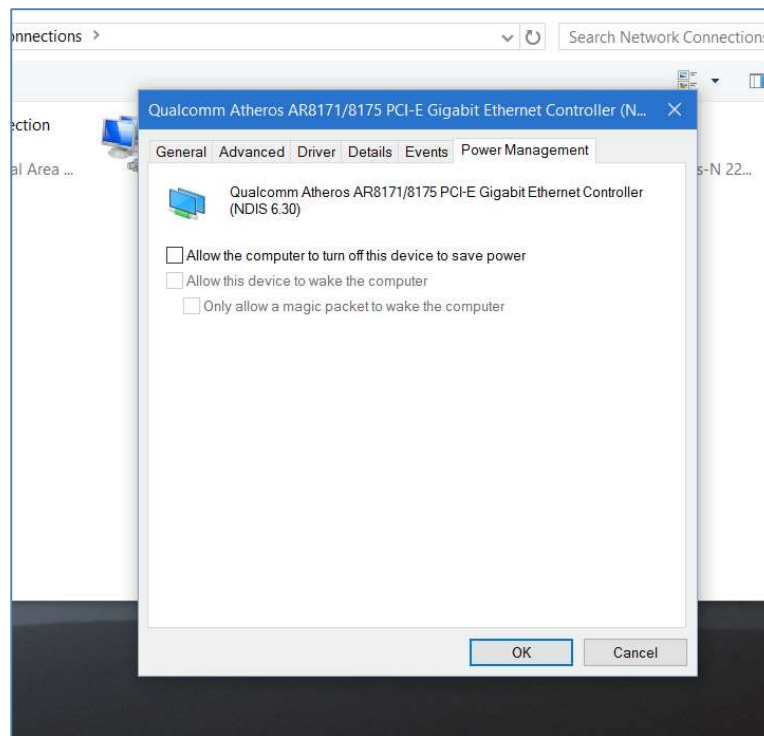 onnections >
Search Network Connections
ection
al Area ...
s-N 22...
Qualcomm Atheros AR8171/8175 PCI-E Gigabit Ethernet Controller (N... X
General Advanced Driver Details Events Power Management
Qualcomm Atheros AR8171/8175 PCI-E Gigabit Ethernet Controller
(NDIS 6.30)
Allow the computer to turn off this device to save power
Allow this device to wake the computer
Only allow a magic packet to wake the computer
OK Cancel